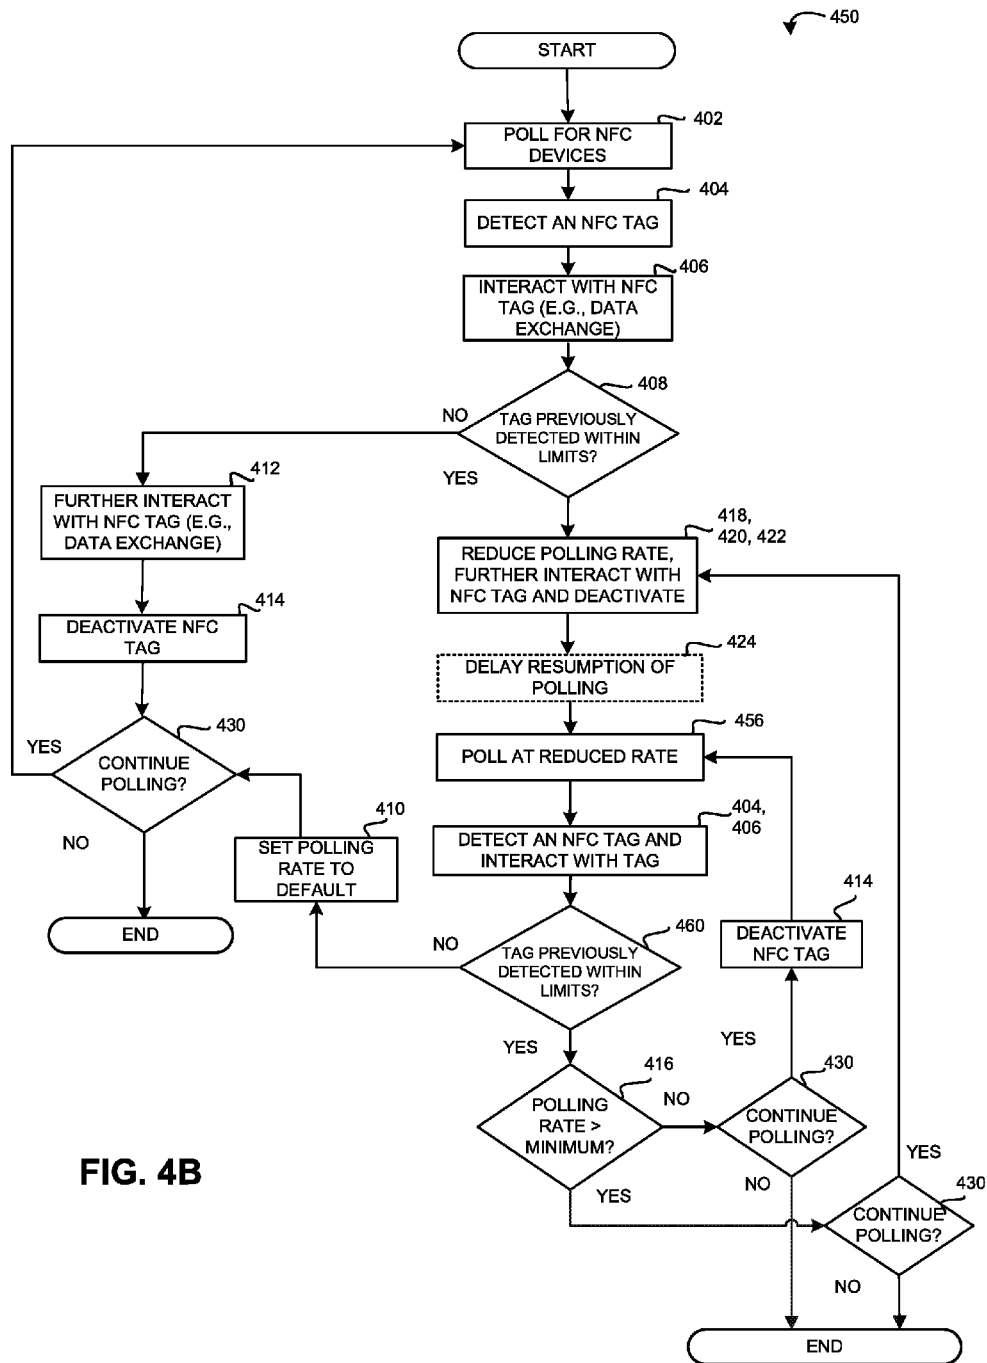 450
START
402
POLL FOR NFC
DEVICES
404
DETECT AN NFC TAG
406
INTERACT WITH NFC
TAG (E.G., DATA
EXCHANGE)
408
NO
TAG PREVIOUSLY
DETECTED WITHIN
LIMITS?
YES
412
FURTHER INTERACT
WITH NFC TAG (E.G.,
DATA EXCHANGE)
418,
420, 422
REDUCE POLLING RATE,
FURTHER INTERACT WITH
NFC TAG AND DEACTIVATE
414
DEACTIVATE NFC
TAG
424
DELAY RESUMPTION OF
POLLING
430
YES
CONTINUE
POLLING?
NO
456
POLL AT REDUCED RATE
410
SET POLLING
RATE TO
DEFAULT
404,
406
DETECT AN NFC TAG AND
INTERACT WITH TAG
END
414
DEACTIVATE
NFC TAG
460
NO
TAG PREVIOUSLY
DETECTED WITHIN
LIMITS?
YES
YES
416
POLLING
RATE >
MINIMUM?
NO
YES
430
CONTINUE
POLLING?
NO
YES
430
CONTINUE
POLLING?
NO
FIG. 4B
END